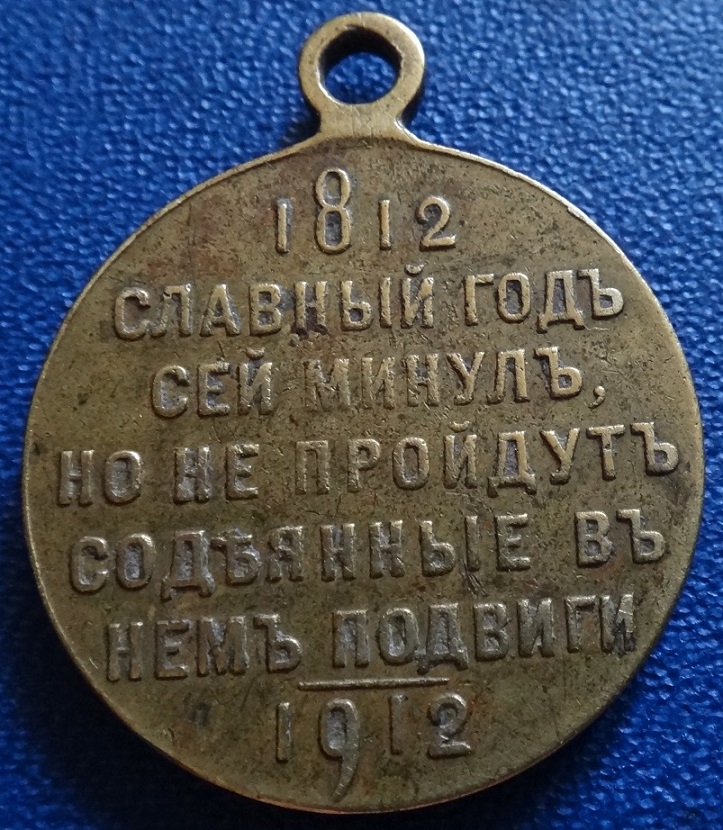 1812
СЛАВНЫЙ ГОДЪ
СЕЙ МИНУЛЪ,
НО НЕ ПРОЙДУТЪ
СОДѢЯННЫЕ ВЪ
НЕМЪ ПОДВИГИ
1912